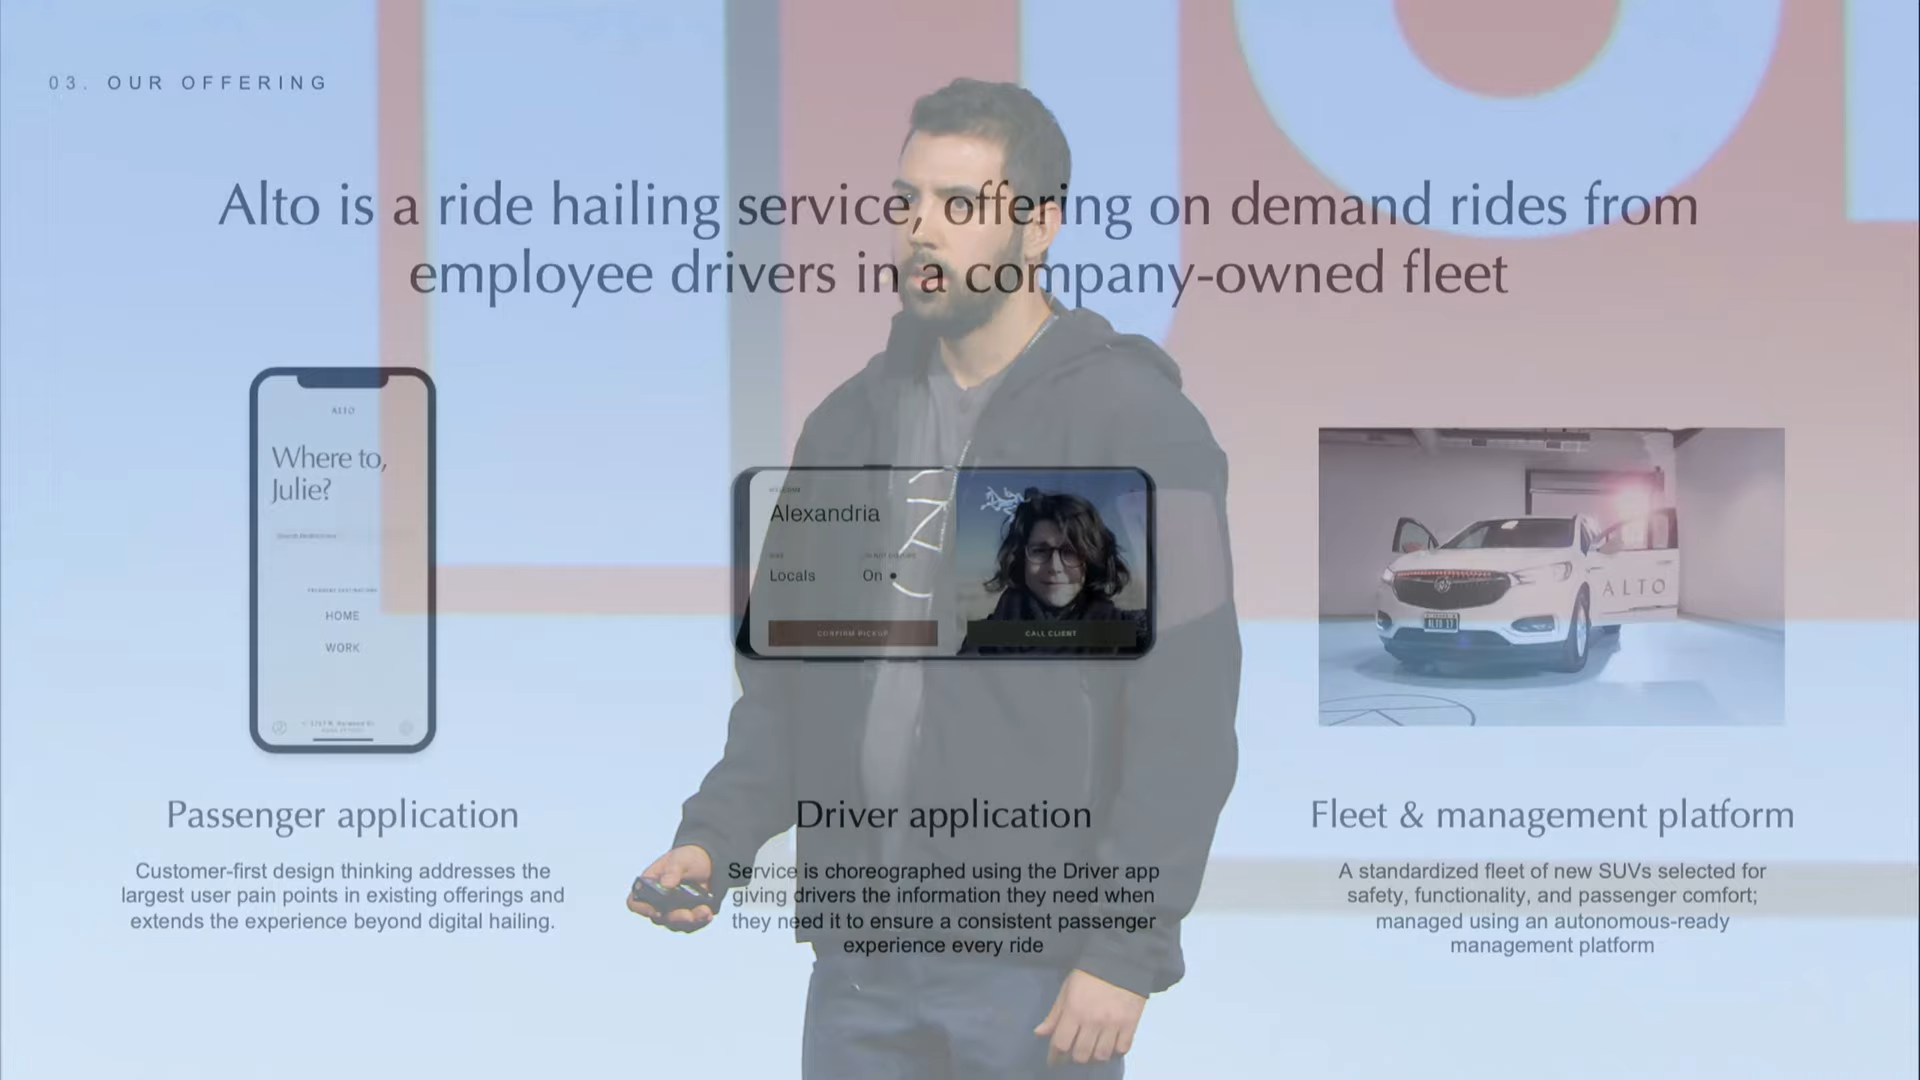 03. OUR OFFERING
Alto is a ride hailing service, offering on demand rides from
employee drivers in a company-owned fleet
ALTO
Where to,
Julie?
HOME
WORK
Alexandria
Locals
On
CONFIRM PICKUP
CALL CLIENT
ALTO
Passenger application
Customer-first design thinking addresses the
largest user pain points in existing offerings and
extends the experience beyond digital hailing.
Driver application
Service is choreographed using the Driver app
giving drivers the information they need when
they need it to ensure a consistent passenger
experience every ride
Fleet & management platform
A standardized fleet of new SUVs selected for
safety, functionality, and passenger comfort;
managed using an autonomous-ready
management platform